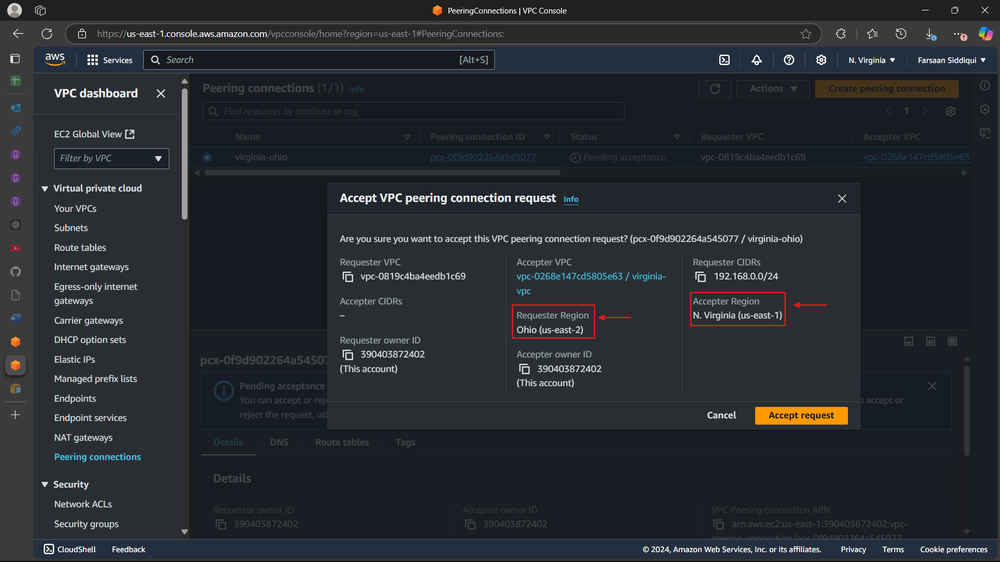 PeeringConnections | VPC Console
https://us-east-1.console.aws.amazon.com/vpcconsole/home?region=us-east-1#PeeringConnections:
aws
Services
Search
[Alt+S]
N. Virginia
Farsaan Siddiqui
VPC dashboard
EC2 Global View
Filter by VPC
Virtual private cloud
Your VPCs
Subnets
Route tables
Internet gateways
Egress-only internet
gateways
Carrier gateways
DHCP option sets
Elastic IPs
Managed prefix lists
Endpoints
Endpoint services
NAT gateways
Peering connections
Security
Network ACLs
Security groups
Peering connections (1/1) Info
Actions
Create peering connection
Find resources by attribute or tag
1
Name
Peering connection ID
Status
Requester VPC
Accepter VPC
virginia-ohio
pcx-0f9d902264a545077
Pending acceptance
vpc-0819c4ba4eedb1c69
vpc-0268e147cd5805e63
Accept VPC peering connection request Info
Are you sure you want to accept this VPC peering connection request? (pcx-0f9d902264a545077 / virginia-ohio)
Requester VPC
vpc-0819c4ba4eedb1c69
Accepter CIDRs
–
Requester owner ID
390403872402
(This account)
Accepter VPC
vpc-0268e147cd5805e63 / virginia-
vpc
Requester Region
Ohio (us-east-2)
Accepter owner ID
390403872402
(This account)
Requester CIDRs
192.168.0.0/24
Accepter Region
N. Virginia (us-east-1)
Cancel
Accept request
pcx-0f9d902264a54507
Pending acceptance
You can accept or reje
accept or
reject the request, ot
Details
DNS
Route tables
Tags
Details
Requester owner ID
390403872402
Accepter owner ID
390403872402
VPC Peering connection ARN
arn:aws:ec2:us-east-1:390403872402:vpc-
peering-connection/pcx-0f9d902264a545077
CloudShell
Feedback
© 2024, Amazon Web Services, Inc. or its affiliates.
Privacy
Terms
Cookie preferences